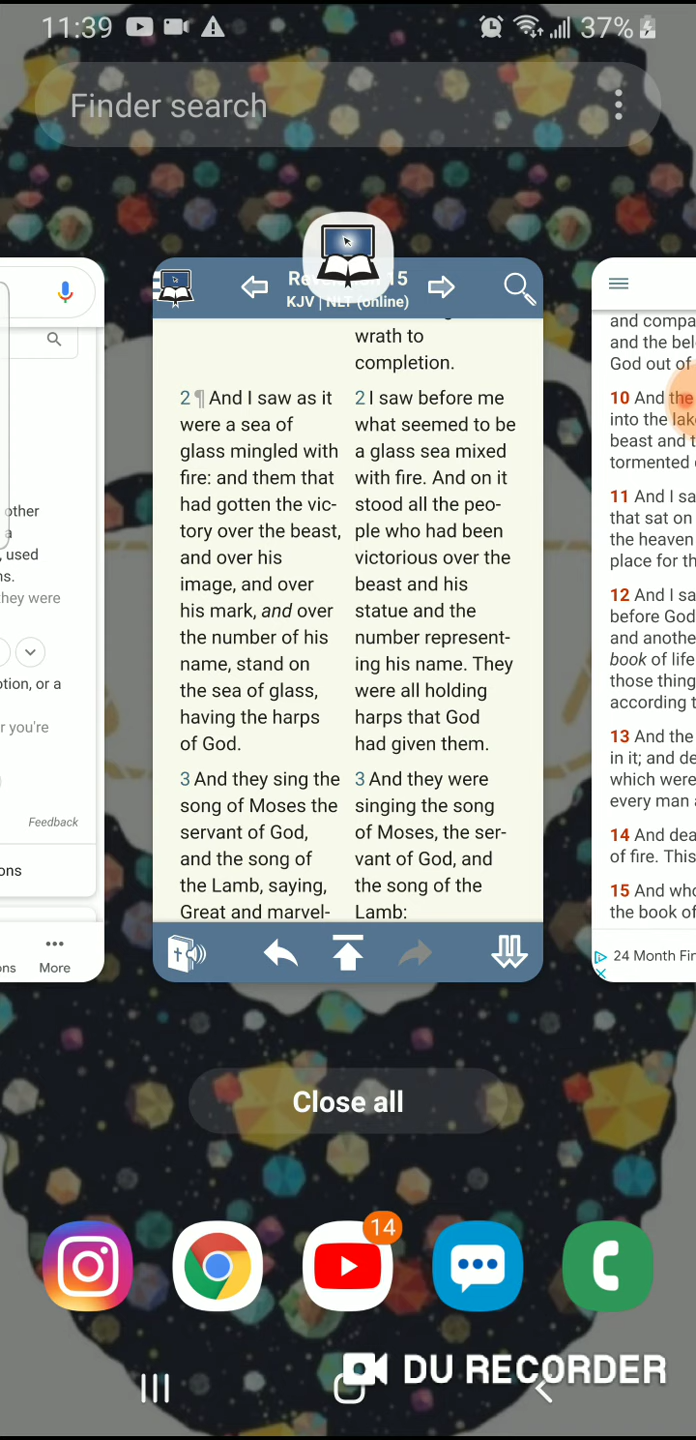 11:39
37%
Finder search
Revelation 15
KJV | NLT (online)
other
a
, used
ns.
they were
otion, or a
r you're
Feedback
ons
ns
More
wrath to
completion.
2 ¶ And I saw as it
were a sea of
glass mingled with
fire: and them that
had gotten the vic-
tory over the beast,
and over his
image, and over
his mark, and over
the number of his
name, stand on
the sea of glass,
having the harps
of God.
3 And they sing the
song of Moses the
servant of God,
and the song of
the Lamb, saying,
Great and marvel-
2 I saw before me
what seemed to be
a glass sea mixed
with fire. And on it
stood all the peo-
ple who had been
victorious over the
beast and his
statue and the
number represent-
ing his name. They
were all holding
harps that God
had given them.
3 And they were
singing the song
of Moses, the ser-
vant of God, and
the song of the
Lamb:
and compa
and the bel
God out of
10 And the
into the lak
beast and t
tormented
11 And I sa
that sat on
the heaven
place for th
12 And I sa
before God
and anothe
book of life
those thing
according t
13 And the
in it; and de
which were
every man a
14 And dea
of fire. This
15 And who
the book of
24 Month Fin
Close all
14
DU RECORDER